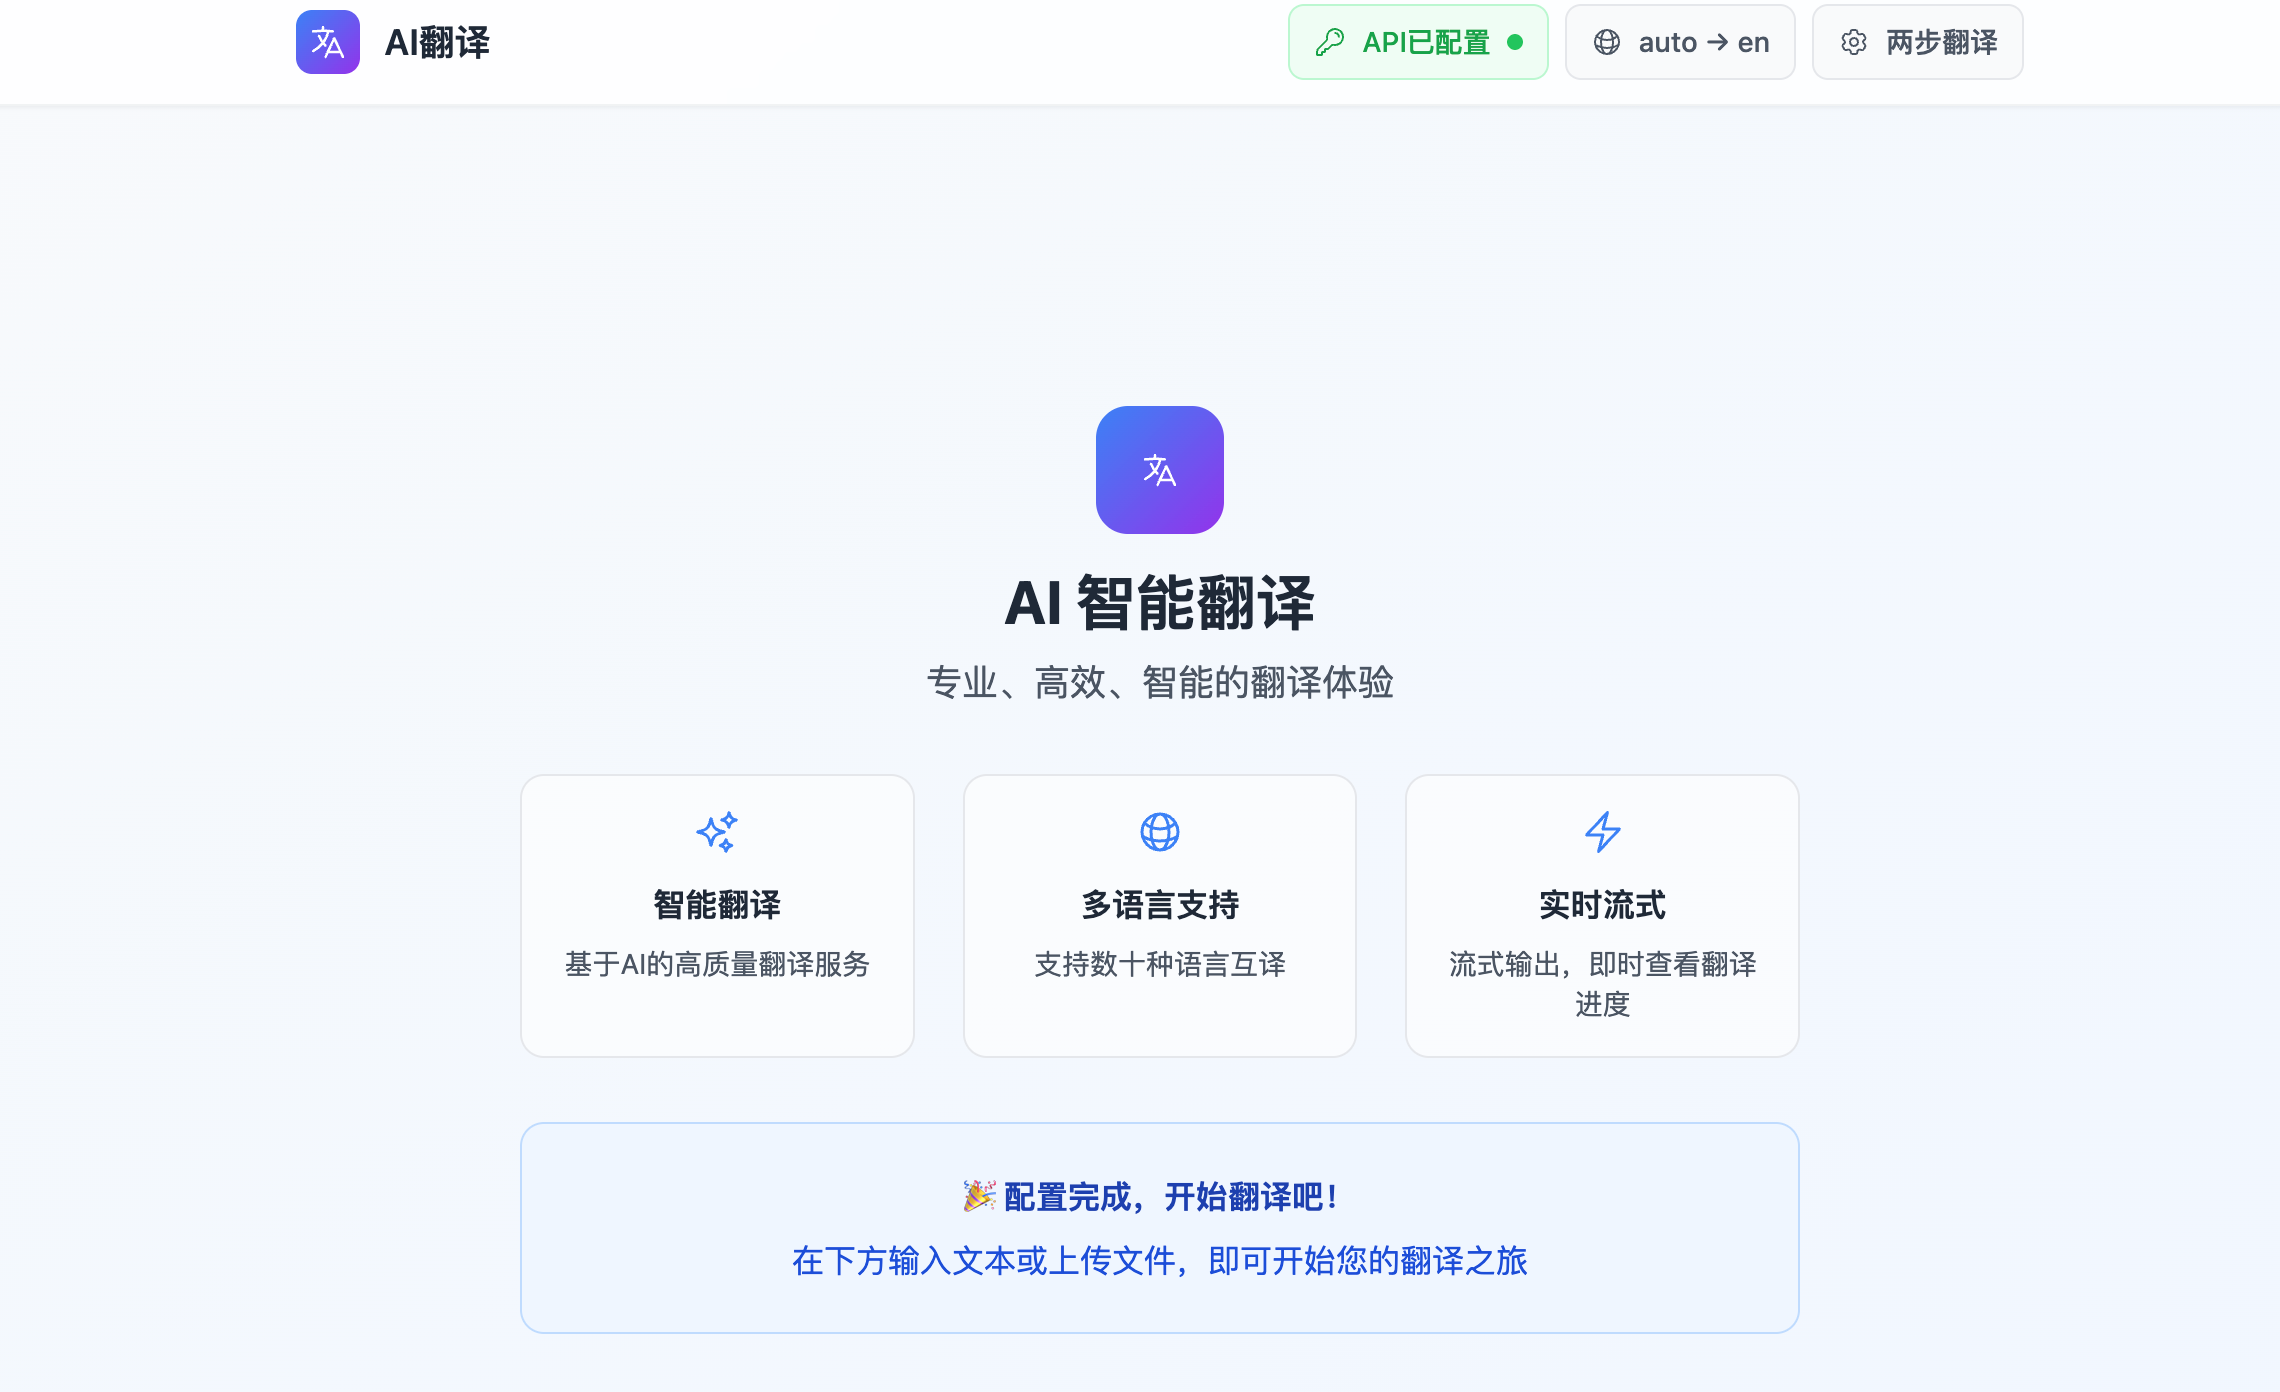 AI翻译
API已配置
auto → en
两步翻译
文A
AI 智能翻译
专业、高效、智能的翻译体验
智能翻译
基于AI的高质量翻译服务
多语言支持
支持数十种语言互译
实时流式
流式输出，即时查看翻译
进度
🎉 配置完成，开始翻译吧！
在下方输入文本或上传文件，即可开始您的翻译之旅